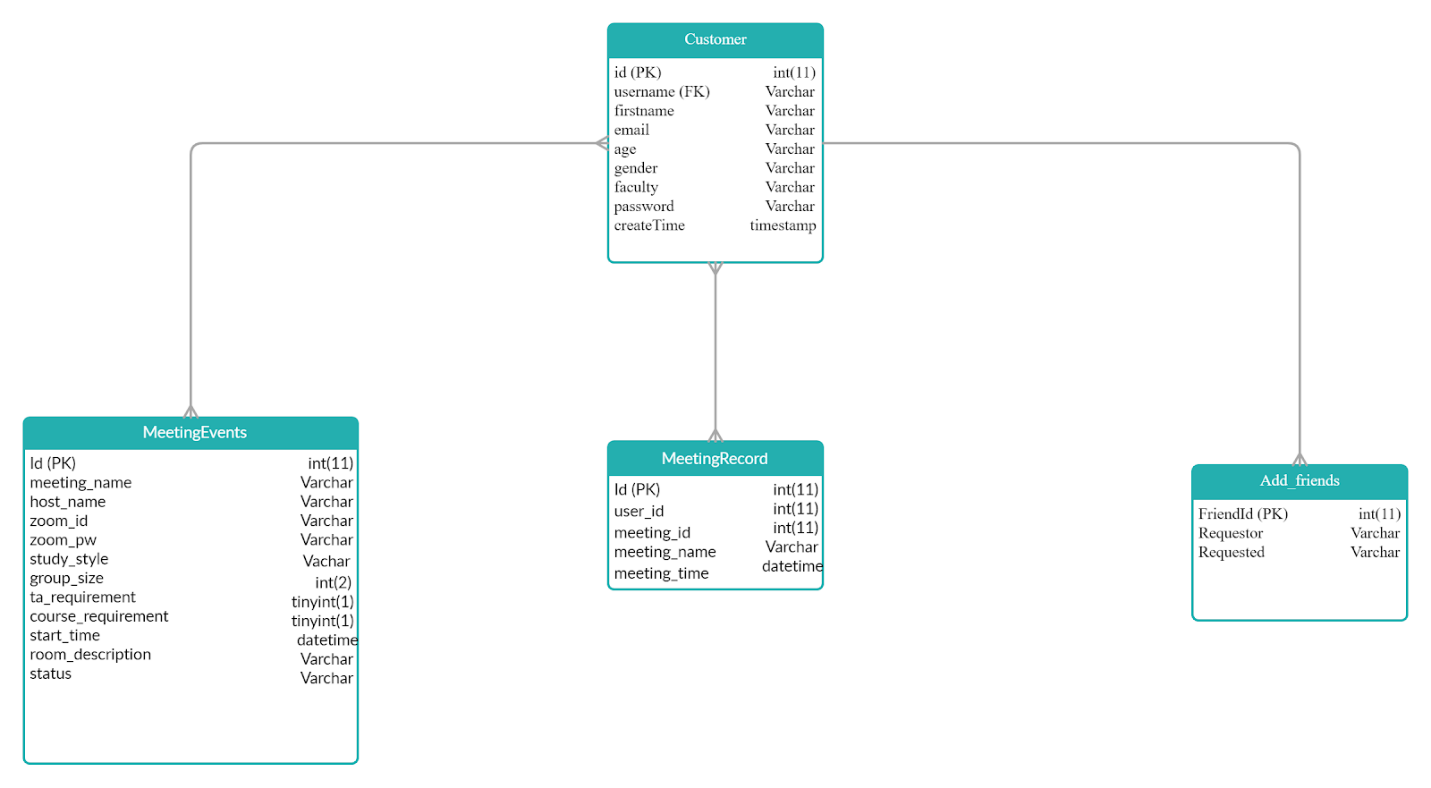 Customer
id (PK) int(11)
username (FK) Varchar
firstname Varchar
email Varchar
age Varchar
gender Varchar
faculty Varchar
password Varchar
createTime timestamp
MeetingEvents
Id (PK) int(11)
meeting_name Varchar
host_name Varchar
zoom_id Varchar
zoom_pw Varchar
study_style Vachar
group_size int(2)
ta_requirement tinyint(1)
course_requirement tinyint(1)
start_time datetime
room_description Varchar
status Varchar
MeetingRecord
Id (PK) int(11)
user_id int(11)
meeting_id int(11)
meeting_name Varchar
meeting_time datetime
Add_friends
FriendId (PK) int(11)
Requestor Varchar
Requested Varchar